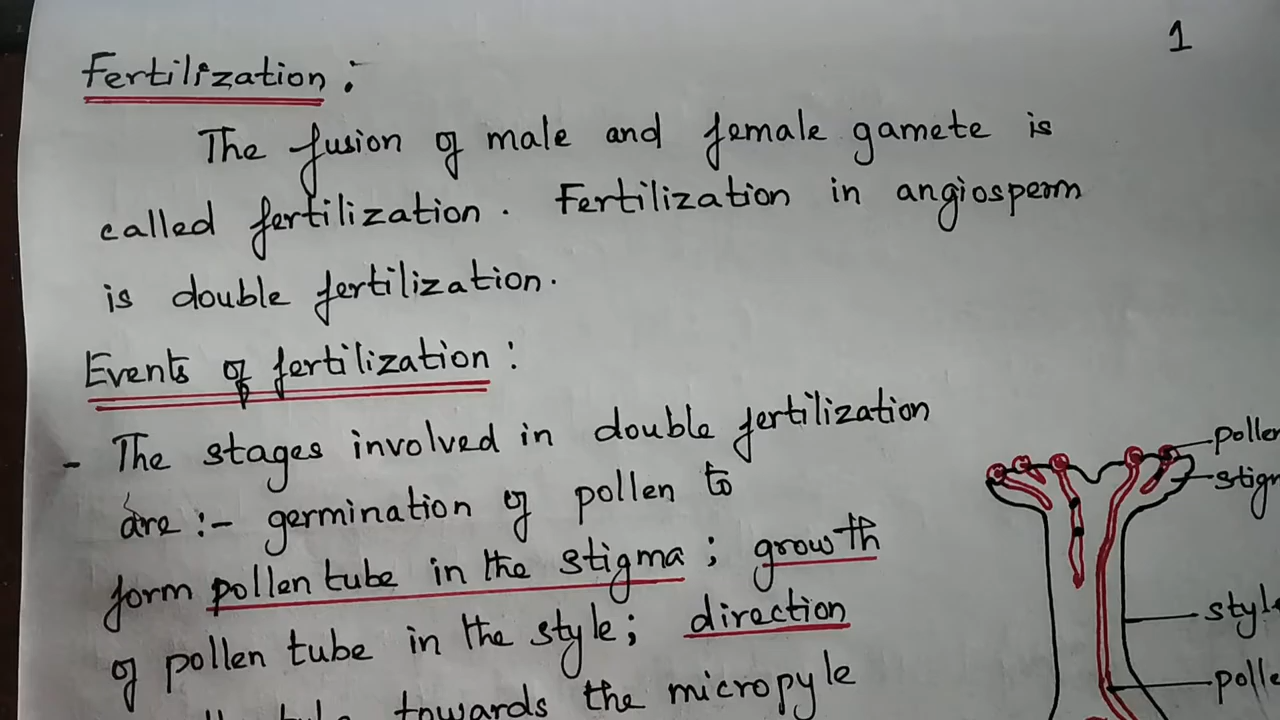 1
Fertilization :
The fusion of male and female gamete is
called fertilization. Fertilization in angiosperm
is double fertilization.
Events of fertilization :
- The stages involved in double fertilization
are :- germination of pollen to
form pollen tube in the stigma ; growth
of pollen tube in the style; direction
towards the micropyle
pollen
style